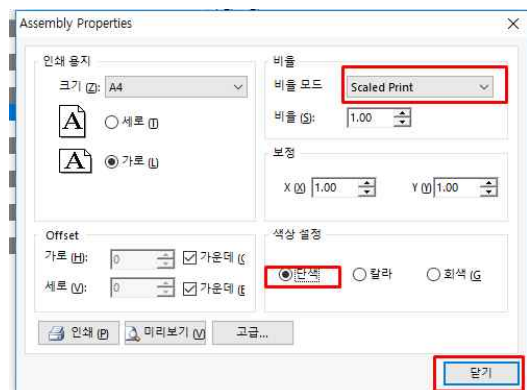 Assembly Properties
인쇄 용지
크기 (Z): A4
A 세로 (T)
A 가로 (L)
비율
비율 모드 Scaled Print
비율 (S): 1.00
보정
X (X) 1.00 Y (Y) 1.00
Offset
가로 (H): 0 가운데 (C
세로 (V): 0 가운데 (E
색상 설정
단색 칼라 회색 (G
인쇄 (P) 미리보기 (V) 고급...
닫기